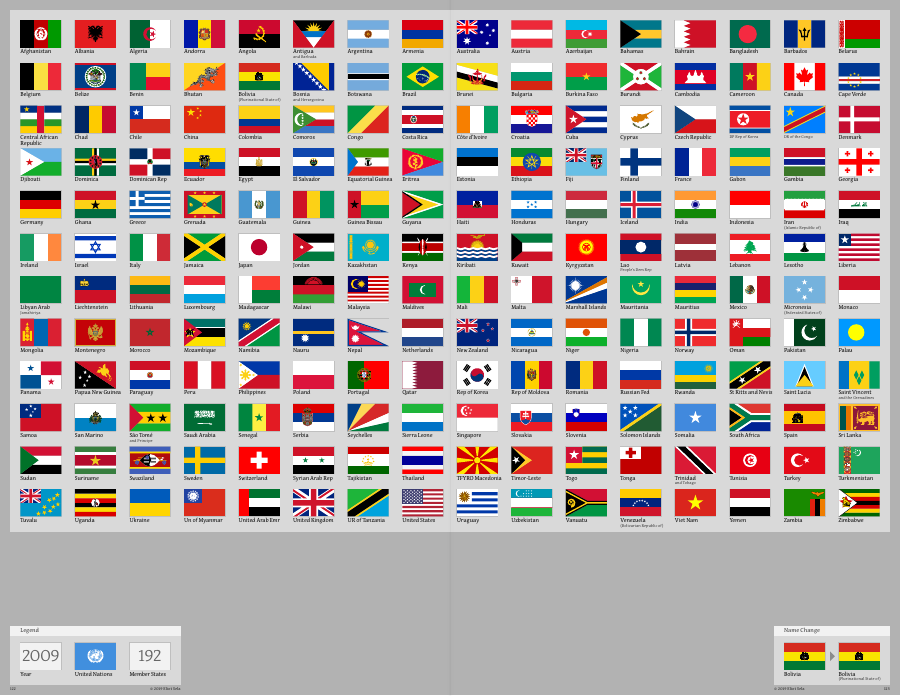 Afghanistan Albania Algeria Andorra Angola Antigua Argentina Armenia Australia Austria Azerbaijan Bahamas Bahrain Bangladesh Barbados Belarus
and Barbuda
Belgium Belize Benin Bhutan Bolivia Bosnia Botswana Brazil Brunei Bulgaria Burkina Faso Burundi Cambodia Cameroon Canada Cape Verde
(Plurinational State of) and Herzegovina
Central African Chad Chile China Colombia Comoros Congo Costa Rica Côte d'Ivoire Croatia Cuba Cyprus Czech Republic DP Rep of Korea DR of the Congo Denmark
Republic
Djibouti Dominica Dominican Rep Ecuador Egypt El Salvador Equatorial Guinea Eritrea Estonia Ethiopia Fiji Finland France Gabon Gambia Georgia
Germany Ghana Greece Grenada Guatemala Guinea Guinea Bissau Guyana Haiti Honduras Hungary Iceland India Indonesia Iran Iraq
(Islamic Republic of)
Ireland Israel Italy Jamaica Japan Jordan Kazakhstan Kenya Kiribati Kuwait Kyrgyzstan Lao Latvia Lebanon Lesotho Liberia
People's Dem Rep
Libyan Arab Liechtenstein Lithuania Luxembourg Madagascar Malawi Malaysia Maldives Mali Malta Marshall Islands Mauritania Mauritius Mexico Micronesia Monaco
Jamahiriya (Federated States of)
Mongolia Montenegro Morocco Mozambique Namibia Nauru Nepal Netherlands New Zealand Nicaragua Niger Nigeria Norway Oman Pakistan Palau
Panama Papua New Guinea Paraguay Peru Philippines Poland Portugal Qatar Rep of Korea Rep of Moldova Romania Russian Fed Rwanda St Kitts and Nevis Saint Lucia Saint Vincent
and the Grenadines
Samoa San Marino São Tomé Saudi Arabia Senegal Serbia Seychelles Sierra Leone Singapore Slovakia Slovenia Solomon Islands Somalia South Africa Spain Sri Lanka
and Principe
Sudan Suriname Swaziland Sweden Switzerland Syrian Arab Rep Tajikistan Thailand TFYRO Macedonia Timor-Leste Togo Tonga Trinidad Tunisia Turkey Turkmenistan
and Tobago
Tuvalu Uganda Ukraine Un of Myanmar United Arab Emr United Kingdom UR of Tanzania United States Uruguay Uzbekistan Vanuatu Venezuela Viet Nam Yemen Zambia Zimbabwe
(Bolivarian Republic of)
Legend
2009 192
Year United Nations Member States
Name Change
Bolivia Bolivia
(Plurinational State of)